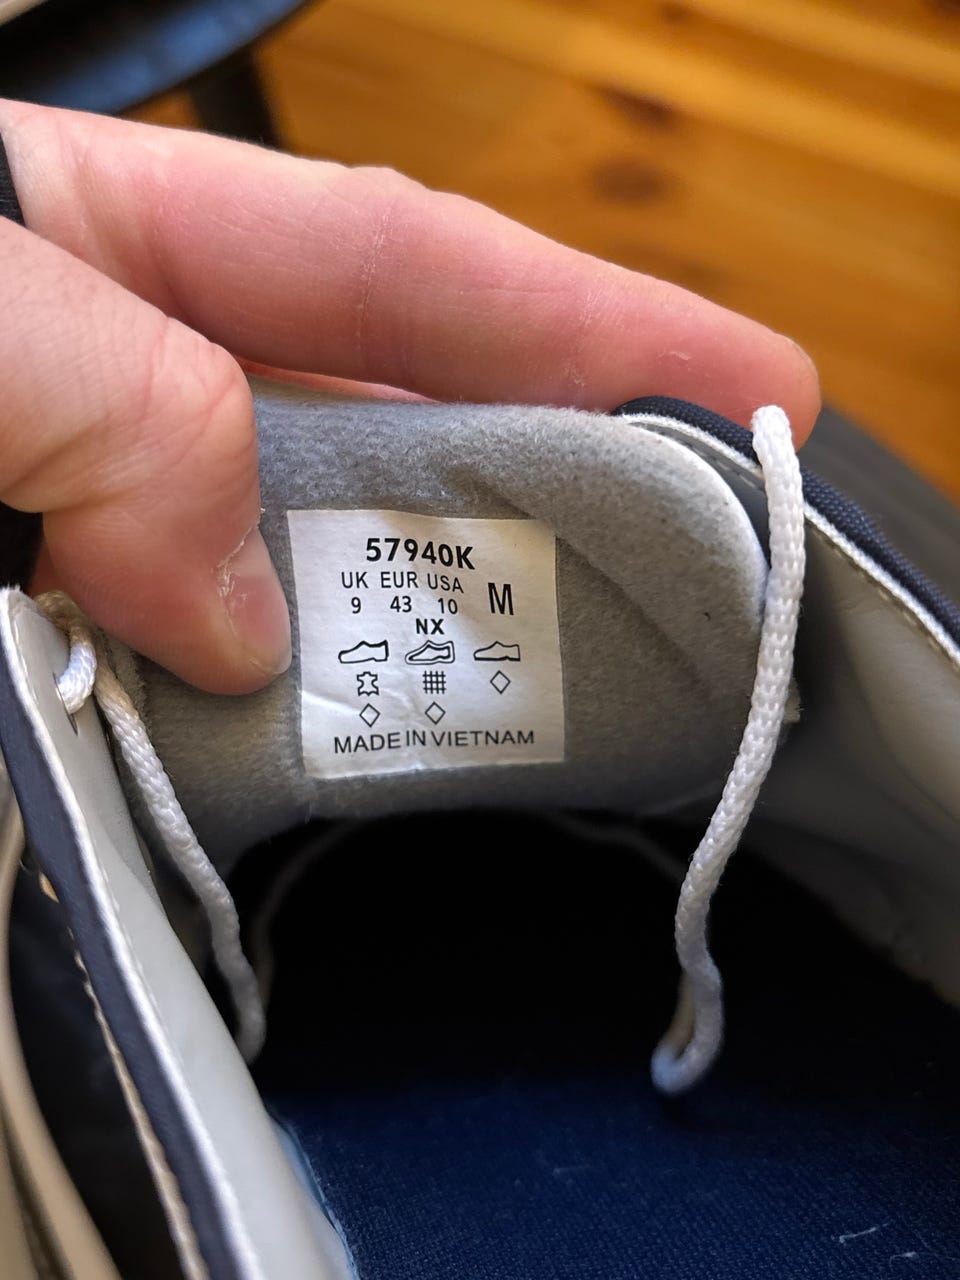 57940K
UK EUR USA
9 43 10 M
NX
MADE IN VIETNAM